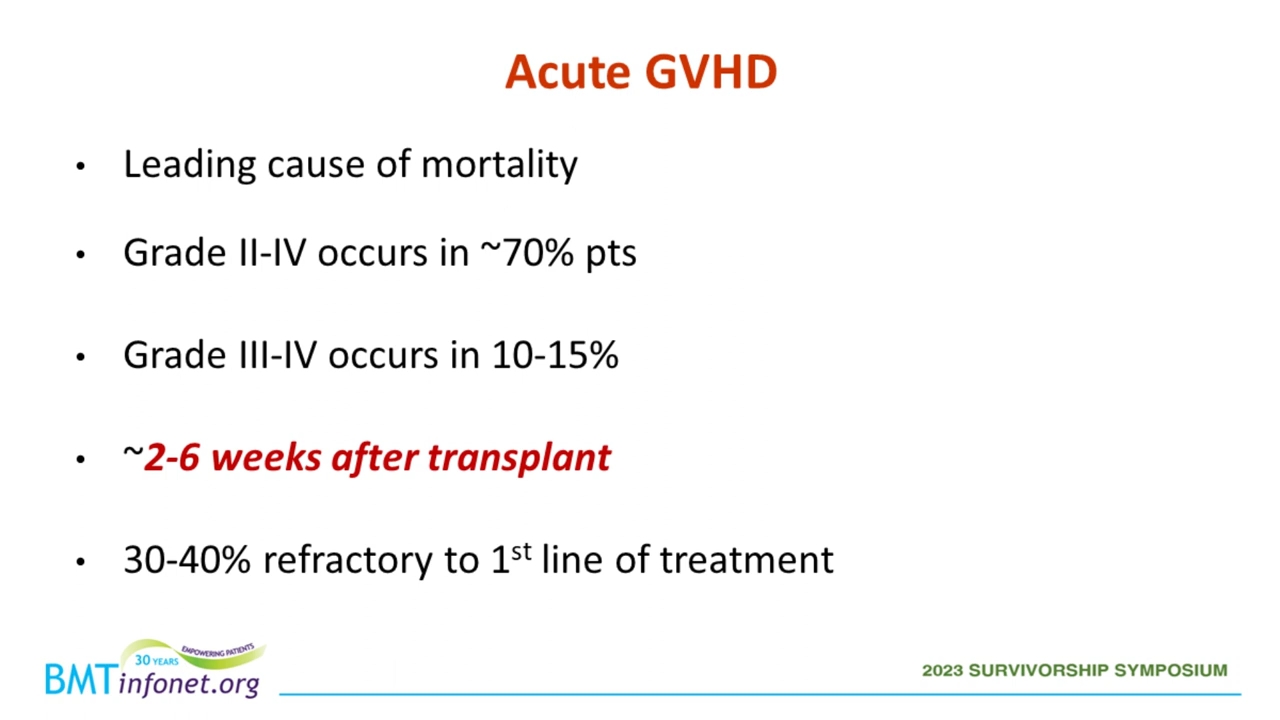 Acute GVHD
• Leading cause of mortality
• Grade II-IV occurs in ~70% pts
• Grade III-IV occurs in 10-15%
• ~2-6 weeks after transplant
• 30-40% refractory to 1st line of treatment
30 YEARS
EMPOWERING PATIENTS
BMTinfonet.org
2023 SURVIVORSHIP SYMPOSIUM